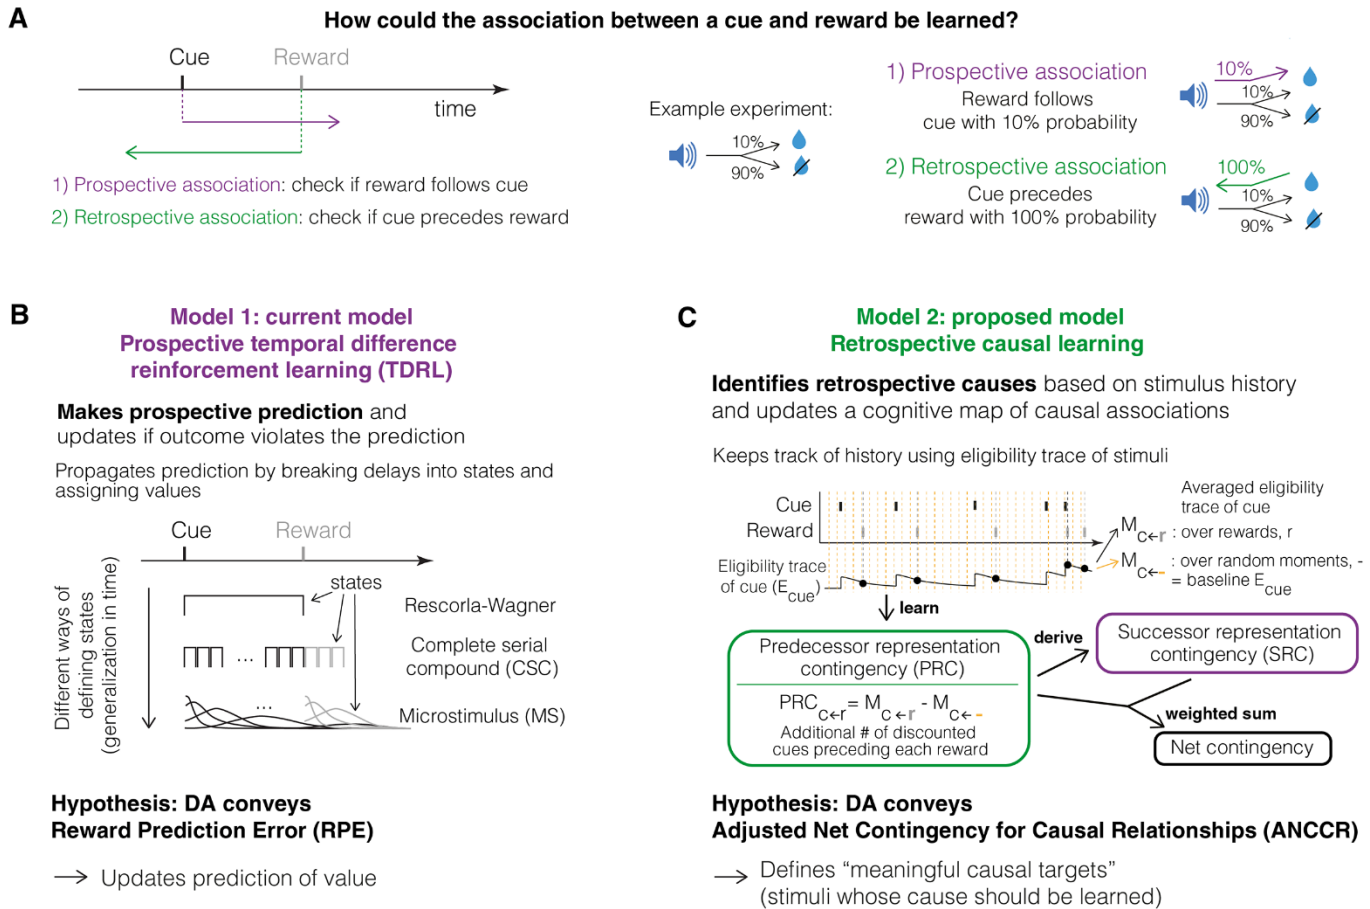 A
How could the association between a cue and reward be learned?
Cue
Reward
time
1) Prospective association: check if reward follows cue
2) Retrospective association: check if cue precedes reward
Example experiment:
10%
90%
1) Prospective association
Reward follows
cue with 10% probability
10%
10%
90%
2) Retrospective association
Cue precedes
reward with 100% probability
100%
10%
90%
B
Model 1: current model
Prospective temporal difference
reinforcement learning (TDRL)
Makes prospective prediction and
updates if outcome violates the prediction
Propagates prediction by breaking delays into states and
assigning values
Cue
Reward
states
Different ways of
defining states
(generalization in time)
Rescorla-Wagner
Complete serial
compound (CSC)
...
Microstimulus (MS)
...
Hypothesis: DA conveys
Reward Prediction Error (RPE)
Updates prediction of value
C
Model 2: proposed model
Retrospective causal learning
Identifies retrospective causes based on stimulus history
and updates a cognitive map of causal associations
Keeps track of history using eligibility trace of stimuli
Cue
Reward
Eligibility trace
of cue (Ecue)
Averaged eligibility
trace of cue
MC←r : over rewards, r
MC←- : over random moments, -
= baseline Ecue
learn
Predecessor representation
contingency (PRC)
PRCC←r= MC←r - MC←-
Additional # of discounted
cues preceding each reward
derive
Successor representation
contingency (SRC)
weighted sum
Net contingency
Hypothesis: DA conveys
Adjusted Net Contingency for Causal Relationships (ANCCR)
Defines “meaningful causal targets”
(stimuli whose cause should be learned)